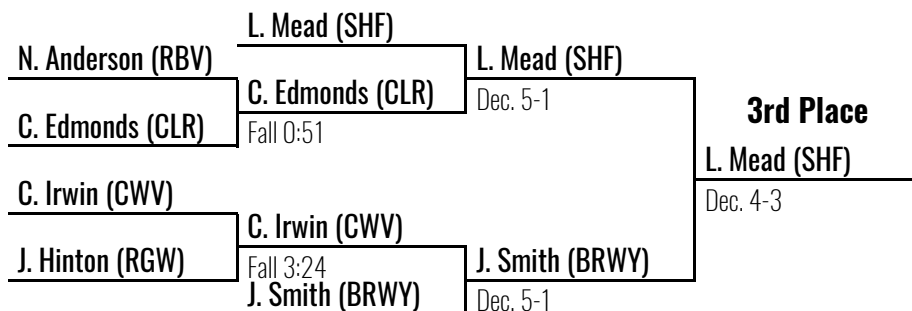 L. Mead (SHF)
N. Anderson (RBV)
L. Mead (SHF)
C. Edmonds (CLR)
Dec. 5-1
3rd Place
C. Edmonds (CLR)
Fall 0:51
L. Mead (SHF)
C. Irwin (CWV)
Dec. 4-3
C. Irwin (CWV)
J. Hinton (RGW)
J. Smith (BRWY)
Fall 3:24
J. Smith (BRWY)
Dec. 5-1